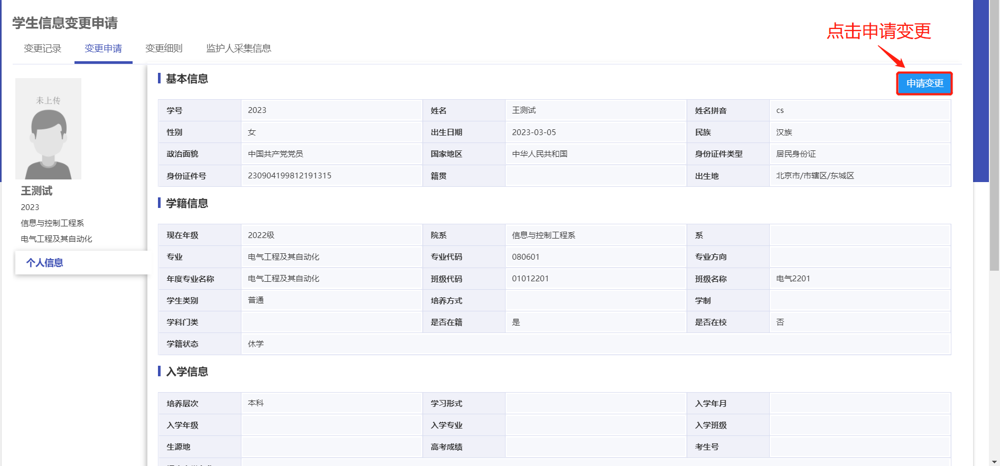 学生信息变更申请
点击申请变更
变更记录 变更申请 变更细则 监护人采集信息
基本信息
申请变更
未上传
学号 2023 姓名 王测试 姓名拼音 cs
性别 女 出生日期 2023-03-05 民族 汉族
政治面貌 中国共产党党员 国家地区 中华人民共和国 身份证件类型 居民身份证
身份证件号 230904199812191315 籍贯 出生地 北京市/市辖区/东城区
王测试
2023
信息与控制工程系
电气工程及其自动化
个人信息
学籍信息
现在年级 2022级 院系 信息与控制工程系 系
专业 电气工程及其自动化 专业代码 080601 专业方向
年度专业名称 电气工程及其自动化 班级代码 01012201 班级名称 电气2201
学生类别 普通 培养方式 学制
学科门类 是否在籍 是 是否在校 否
学籍状态 休学
入学信息
培养层次 本科 学习形式 入学年月
入学年级 入学专业 入学班级
生源地 高考成绩 考生号